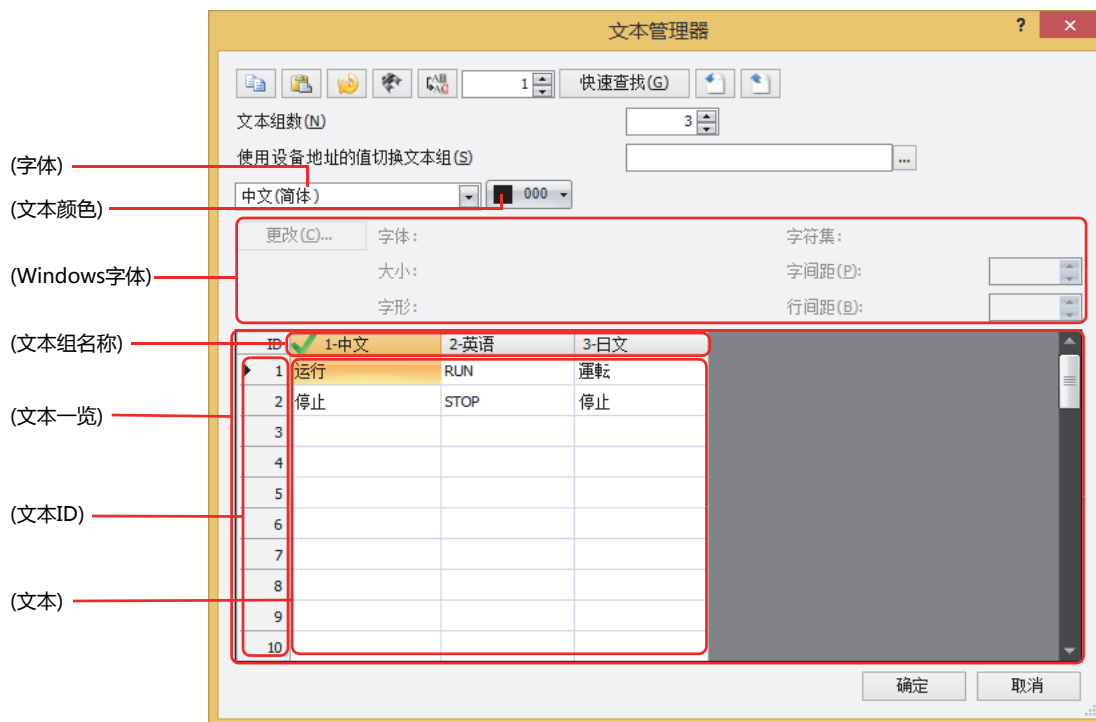 文本管理器
?
×
1
快速查找(G)
文本组数(N)
3
使用设备地址的值切换文本组(S)
...
(字体)
中文(简体)
000
(文本颜色)
更改(C)...
字体:
字符集:
(Windows字体)
大小:
字间距(P):
字形:
行间距(B):
(文本组名称)
ID
1-中文
2-英语
3-日文
1
运行
RUN
運転
2
停止
STOP
停止
(文本一览)
3
4
5
(文本ID)
6
7
8
(文本)
9
10
确定
取消